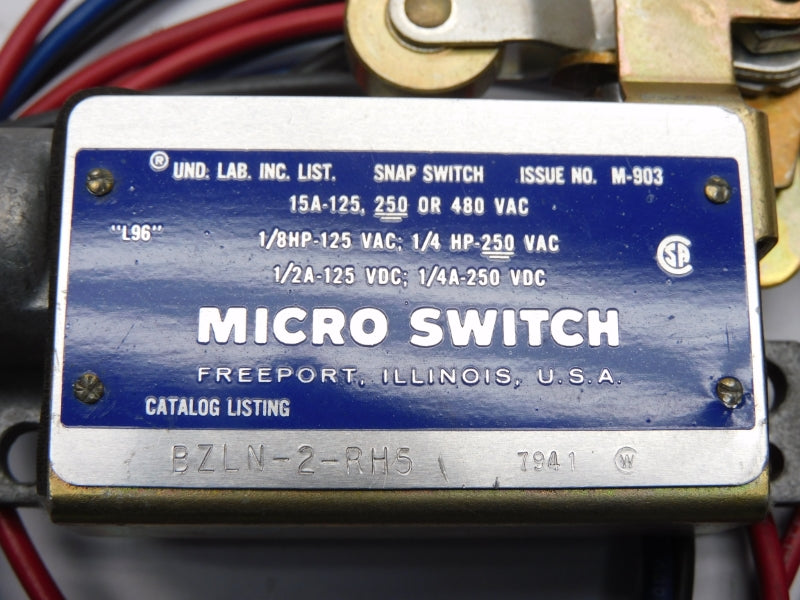 ® UND. LAB. INC. LIST. SNAP SWITCH ISSUE NO. M-903
15A-125, 250 OR 480 VAC
"L96" 1/8HP-125 VAC; 1/4 HP-250 VAC
SA
1/2A-125 VDC; 1/4A-250 VDC
MICRO SWITCH
FREEPORT, ILLINOIS, U.S.A.
CATALOG LISTING
BZLN-2-RH5 7941 W